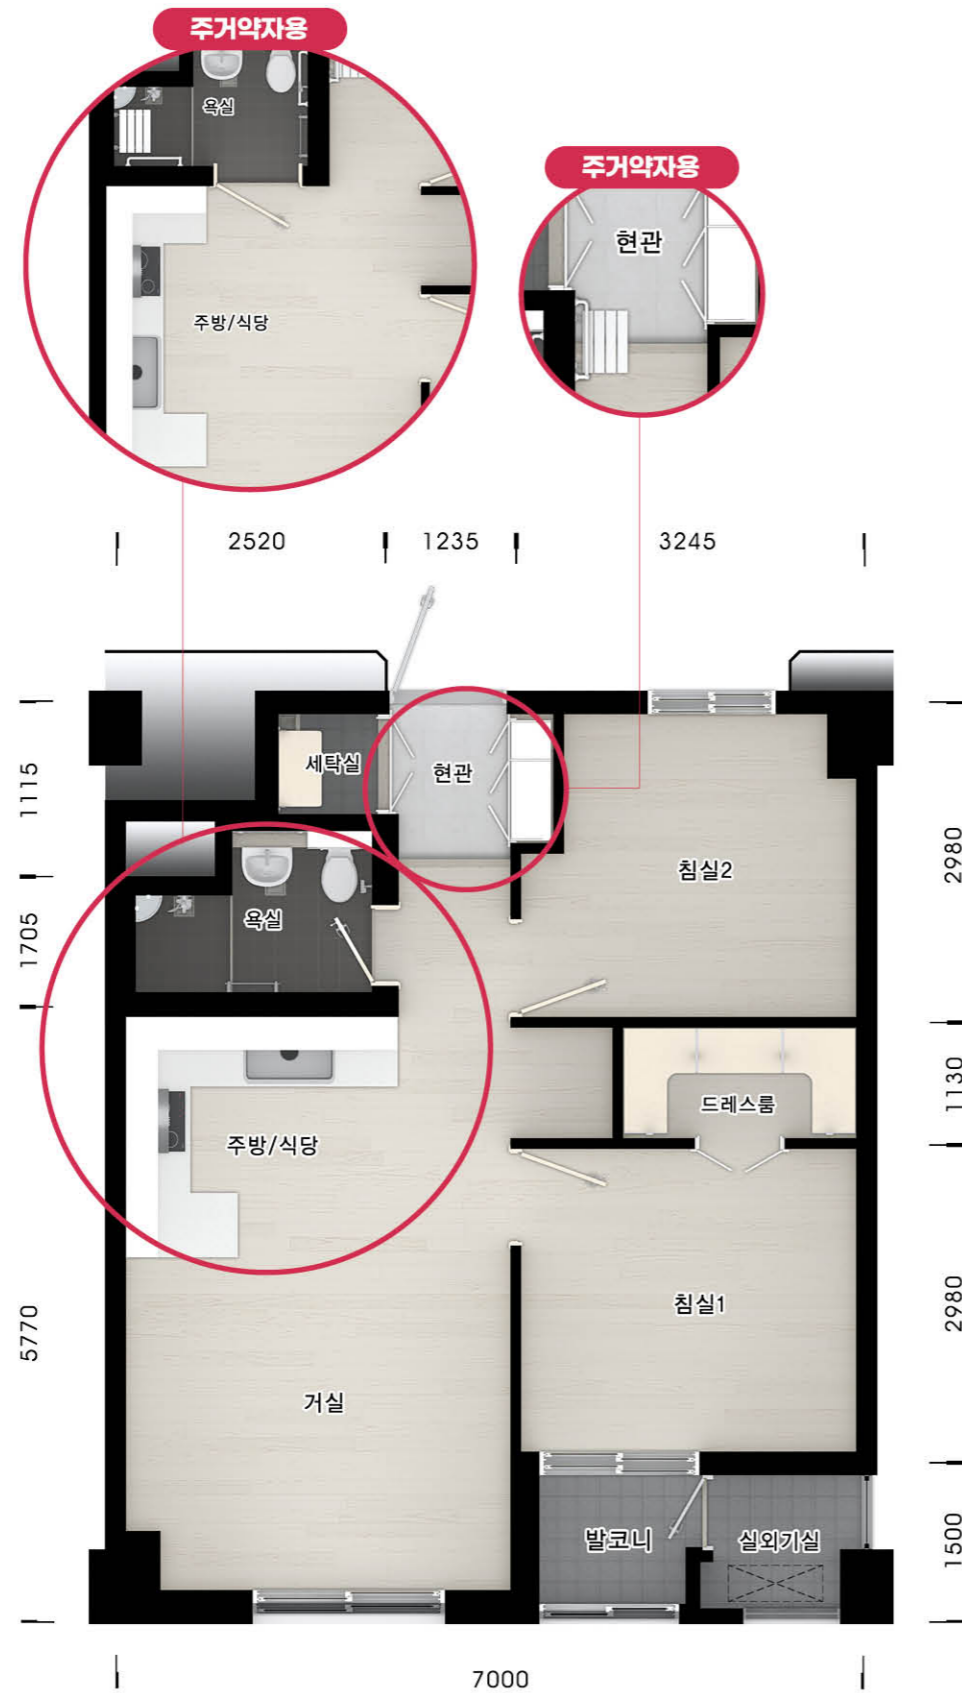 주거약자용
욕실
주방/식당
주거약자용
현관
2520
1235
3245
1115
1705
5770
세탁실
현관
침실2
욕실
드레스룸
주방/식당
침실1
거실
발코니
실외기실
2980
1130
2980
1500
7000